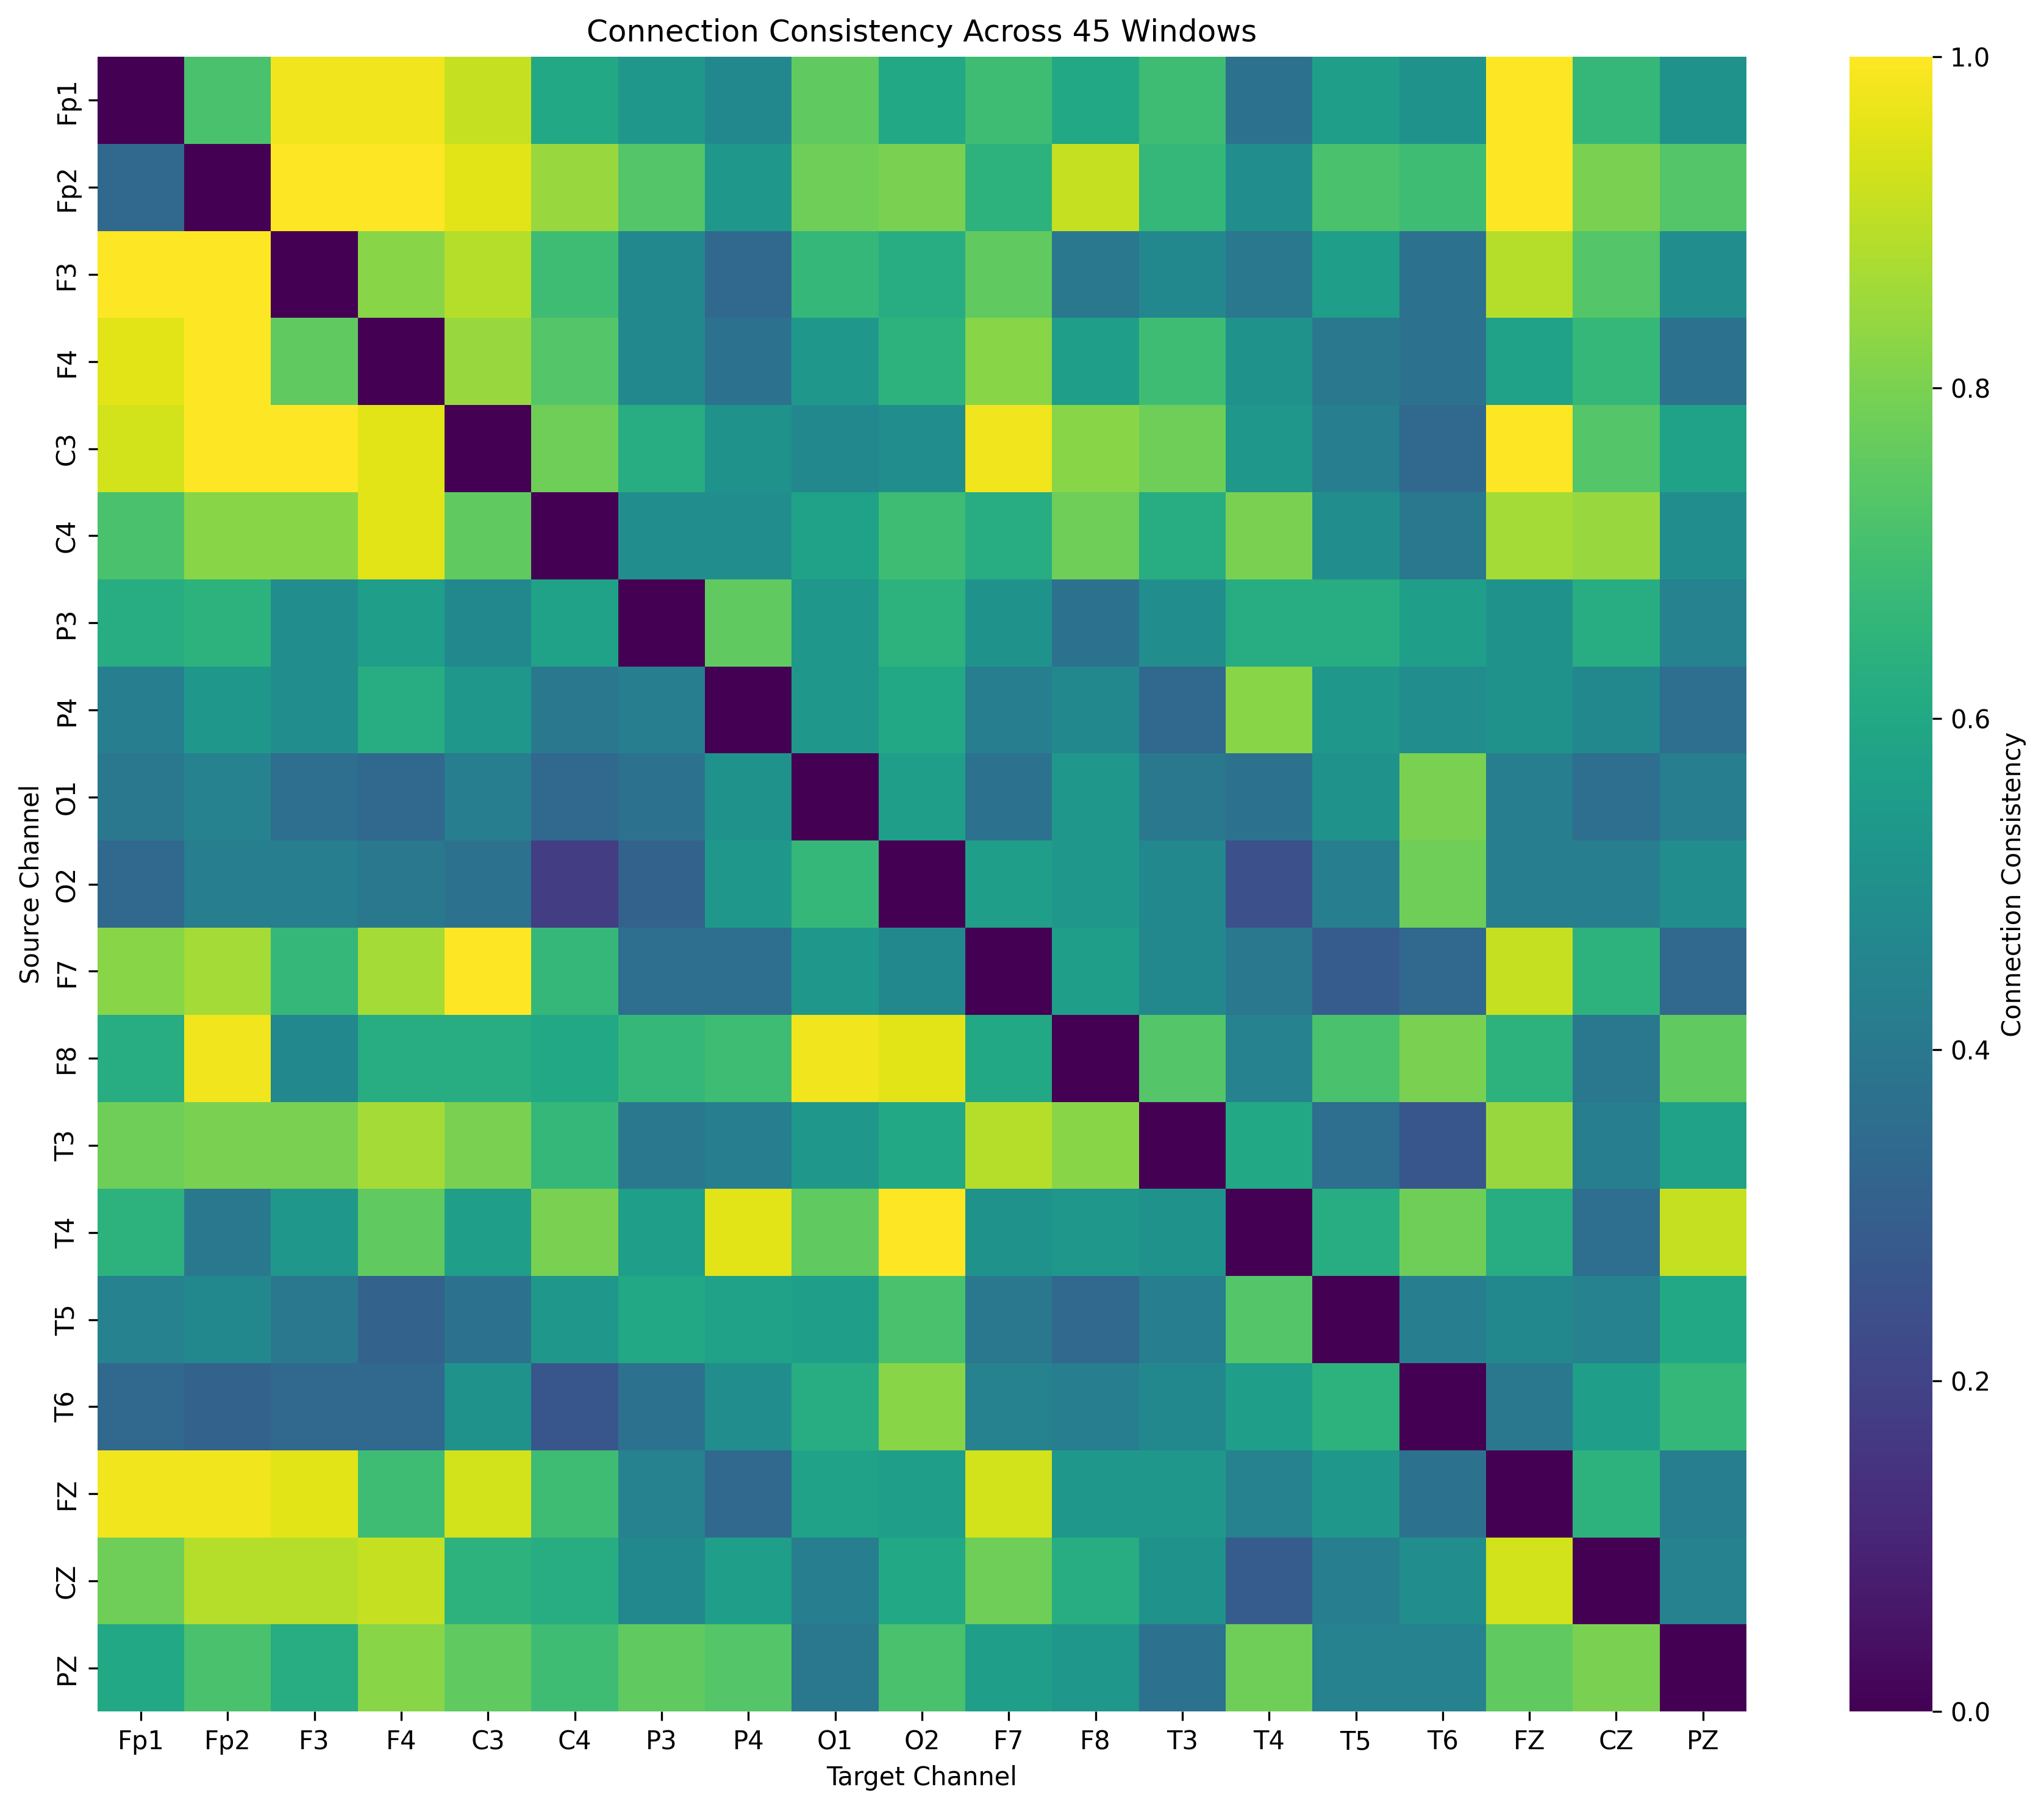 Connection Consistency Across 45 Windows
Source Channel
Fp1
Fp2
F3
F4
C3
C4
P3
P4
O1
O2
F7
F8
T3
T4
T5
T6
FZ
CZ
PZ
Fp1 Fp2 F3 F4 C3 C4 P3 P4 O1 O2 F7 F8 T3 T4 T5 T6 FZ CZ PZ
Target Channel
1.0
0.8
0.6
0.4
0.2
0.0
Connection Consistency